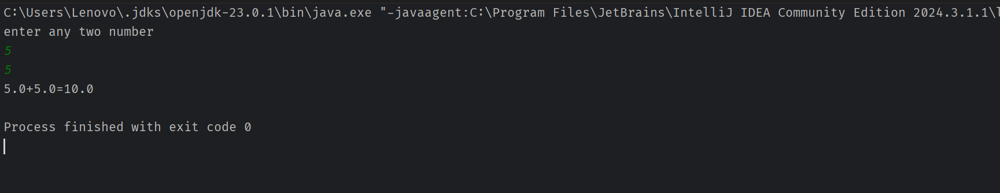 C:\Users\Lenovo\.jdks\openjdk-23.0.1\bin\java.exe "-javaagent:C:\Program Files\JetBrains\IntelliJ IDEA Community Edition 2024.3.1.1\
enter any two number
5
5
5.0+5.0=10.0
Process finished with exit code 0